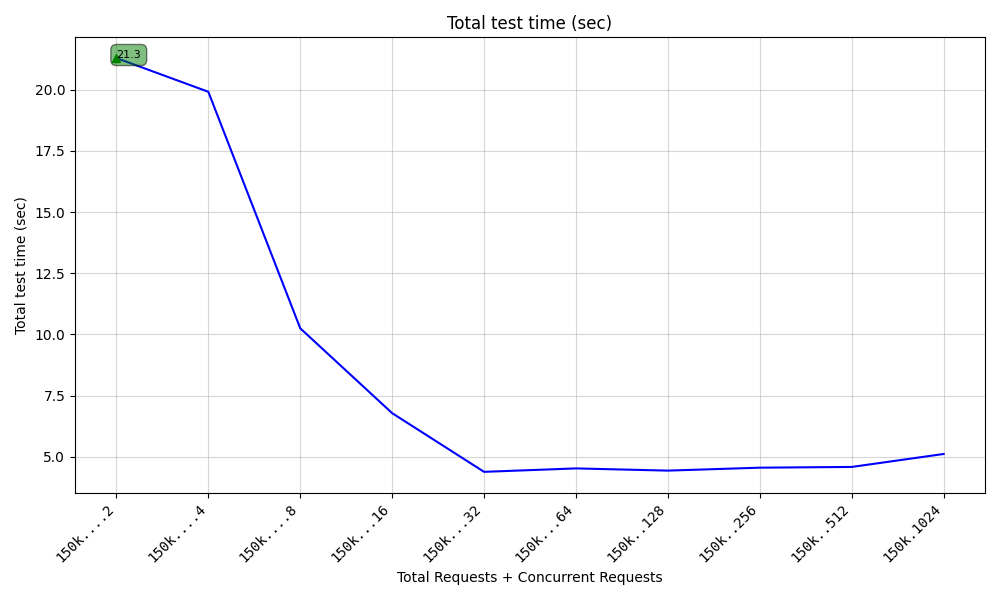 Total test time (sec)
21.3
Total test time (sec)
20.0
17.5
15.0
12.5
10.0
7.5
5.0
150k....2
150k....4
150k....8
150k...16
150k...32
150k...64
150k..128
150k..256
150k..512
150k.1024
Total Requests + Concurrent Requests